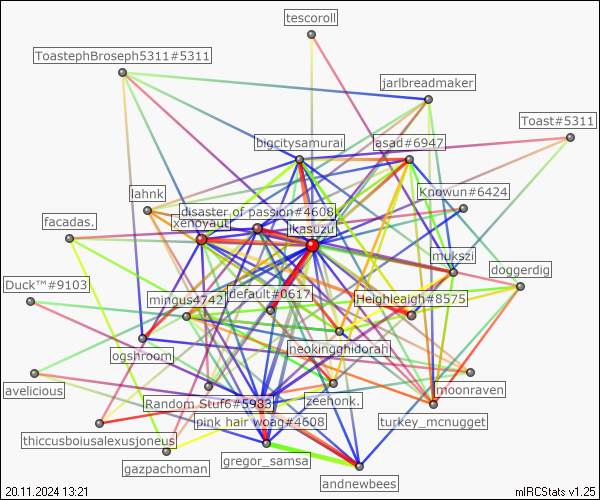 tescoroll
ToastephBroseph5311#5311
jarlbreadmaker
Toast#5311
bigcitysamurai
esad#6947
Knowun#6424
lahnk
disaster of passion#4608
xenoyaut
ikasuzu
facadas.
mukszi
doggerdig
Duck™#9103
mingus4742
default#0617
Heighleaigh#8575
neokingghidorah
ogshroom
avelicious
moonraven
Random Stuf6#5983
zeehonk.
pink hair woag#4608
turkey_mcnugget
thiccusboiusalexusjoneus
gregor_samsa
gazpachoman
andnewbees
20.11.2024 13:21
mIRCStats v1.25